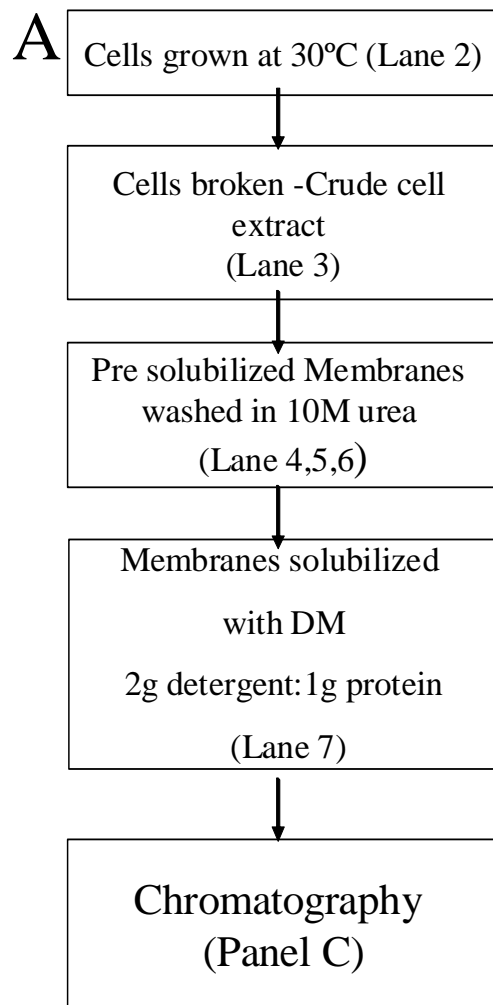 A
Cells grown at 30ºC (Lane 2)
Cells broken -Crude cell
extract
(Lane 3)
Pre solubilized Membranes
washed in 10M urea
(Lane 4,5,6)
Membranes solubilized
with DM
2g detergent:1g protein
(Lane 7)
Chromatography
(Panel C)